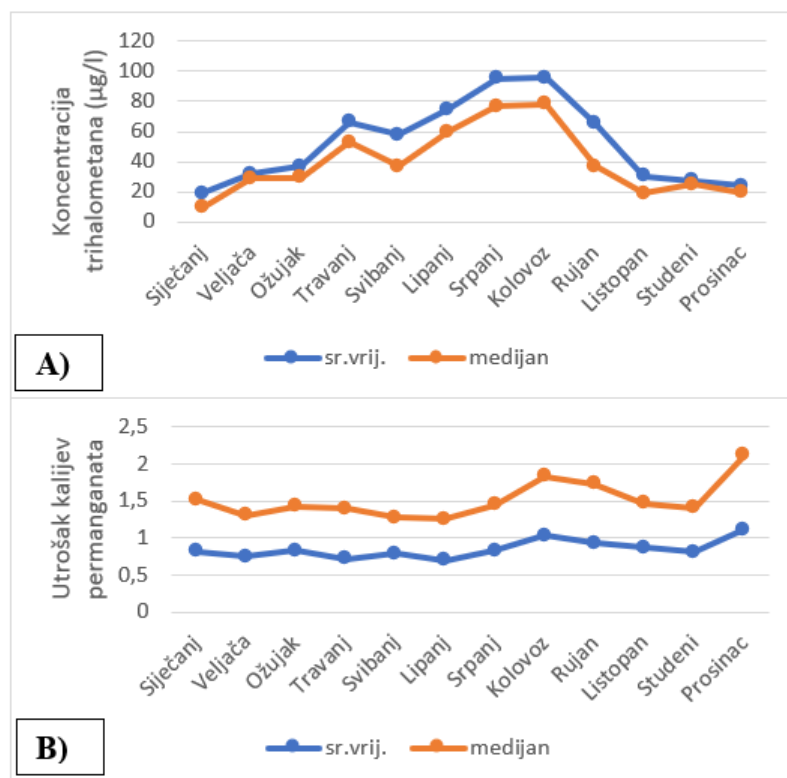 Koncentracija
trihalometana (µg/l)
120
100
80
60
40
20
0
Siječanj
Veljača
Ožujak
Travanj
Svibanj
Lipanj
Srpanj
Kolovoz
Rujan
Listopan
Studeni
Prosinac
A)
sr.vrij.
medijan
Utrošak kalijev
permanganata
2,5
2
1,5
1
0,5
0
Siječanj
Veljača
Ožujak
Travanj
Svibanj
Lipanj
Srpanj
Kolovoz
Rujan
Listopan
Studeni
Prosinac
B)
sr.vrij.
medijan